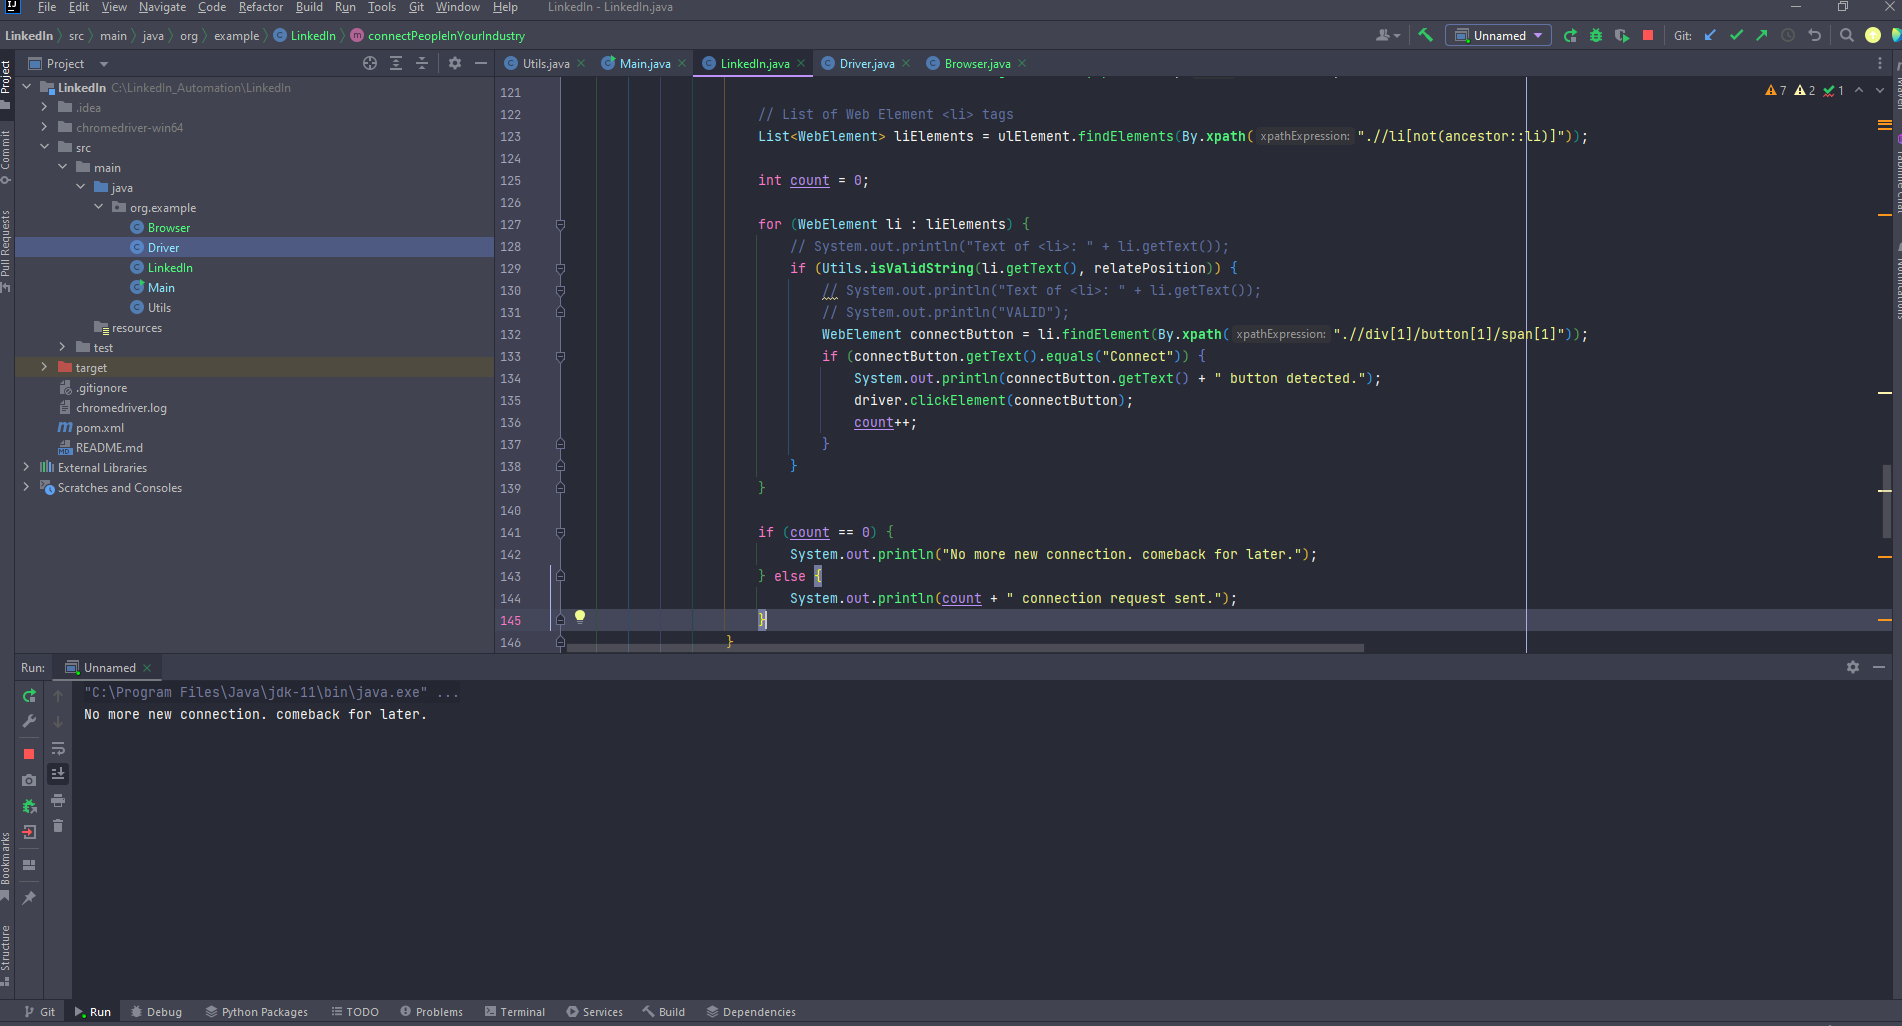 File Edit View Navigate Code Refactor Build Run Tools Git Window Help LinkedIn - LinkedIn.java
LinkedIn src main java org example LinkedIn connectPeopleInYourIndustry Unnamed Git:
Project Utils.java Main.java LinkedIn.java Driver.java Browser.java
LinkedIn C:\LinkedIn_Automation\LinkedIn
.idea
chromedriver-win64
src
main
java
org.example
Browser
Driver
LinkedIn
Main
Utils
resources
test
target
.gitignore
chromedriver.log
pom.xml
README.md
External Libraries
Scratches and Consoles
7 2 1
121
122 // List of Web Element <li> tags
123 List<WebElement> liElements = ulElement.findElements(By.xpath( xpathExpression: ".//li[not(ancestor::li)]"));
124
125 int count = 0;
126
127 for (WebElement li : liElements) {
128 // System.out.println("Text of <li>: " + li.getText());
129 if (Utils.isValidString(li.getText(), relatePosition)) {
130 // System.out.println("Text of <li>: " + li.getText());
131 // System.out.println("VALID");
132 WebElement connectButton = li.findElement(By.xpath( xpathExpression: ".//div[1]/button[1]/span[1]"));
133 if (connectButton.getText().equals("Connect")) {
134 System.out.println(connectButton.getText() + " button detected.");
135 driver.clickElement(connectButton);
136 count++;
137 }
138 }
139 }
140
141 if (count == 0) {
142 System.out.println("No more new connection. comeback for later.");
143 } else {
144 System.out.println(count + " connection request sent.");
145 }
146 }
Project
Commit
Pull Requests
Bookmarks
Structure
Notifications
Run: Unnamed
"C:\Program Files\Java\jdk-11\bin\java.exe" ...
No more new connection. comeback for later.
Git Run Debug Python Packages TODO Problems Terminal Services Build Dependencies